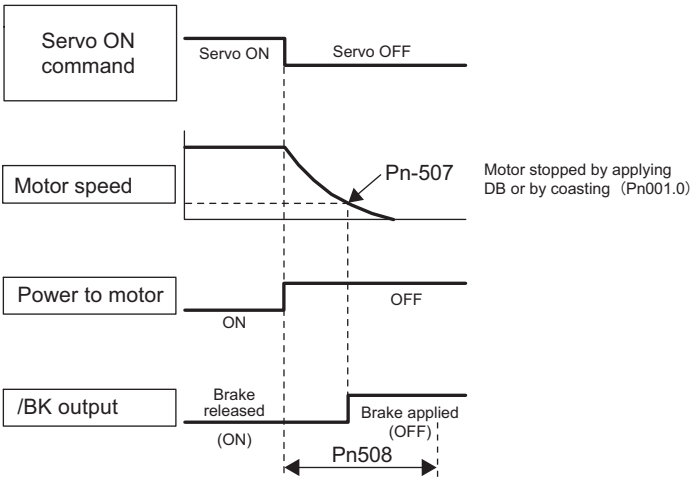 Servo ON
command
Servo ON
Servo OFF
Motor speed
Pn-507
Motor stopped by applying
DB or by coasting (Pn001.0)
Power to motor
ON
OFF
/BK output
Brake
released
(ON)
Brake applied
(OFF)
Pn508